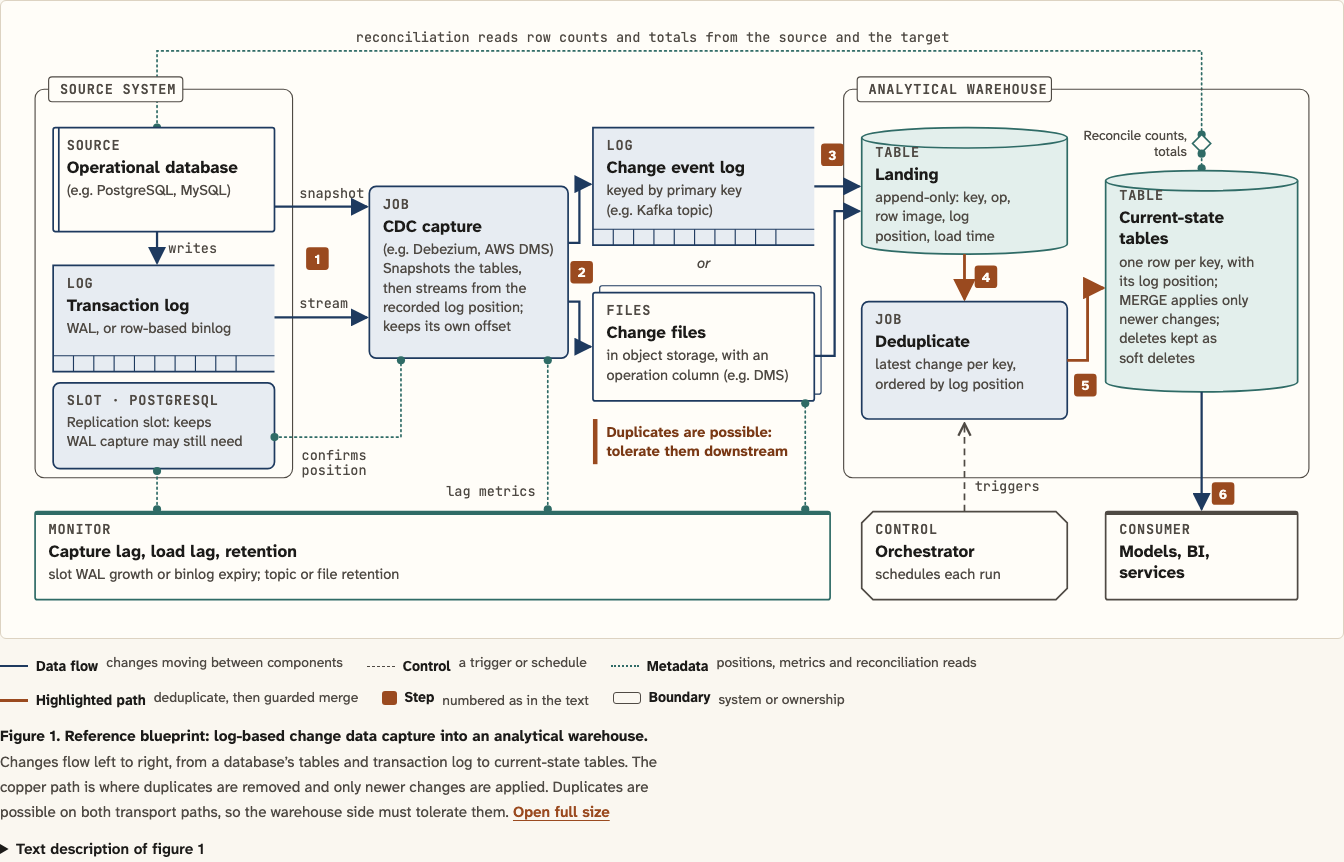 reconciliation reads row counts and totals from the source and the target
SOURCE SYSTEM
SOURCE
Operational database
(e.g. PostgreSQL, MySQL)
writes
LOG
Transaction log
WAL, or row-based binlog
SLOT · POSTGRESQL
Replication slot: keeps
WAL capture may still need
snapshot
1
stream
confirms
position
JOB
CDC capture
(e.g. Debezium, AWS DMS)
Snapshots the tables,
then streams from the
recorded log position;
keeps its own offset
2
lag metrics
LOG
Change event log
keyed by primary key
(e.g. Kafka topic)
or
FILES
Change files
in object storage, with an
operation column (e.g. DMS)
Duplicates are possible:
tolerate them downstream
3
ANALYTICAL WAREHOUSE
TABLE
Landing
append-only: key, op,
row image, log
position, load time
4
JOB
Deduplicate
latest change per key,
ordered by log position
5
Reconcile counts,
totals
TABLE
Current-state
tables
one row per key, with
its log position;
MERGE applies only
newer changes;
deletes kept as
soft deletes
triggers
6
MONITOR
Capture lag, load lag, retention
slot WAL growth or binlog expiry; topic or file retention
CONTROL
Orchestrator
schedules each run
CONSUMER
Models, BI,
services
Data flow changes moving between components Control a trigger or schedule Metadata positions, metrics and reconciliation reads
Highlighted path deduplicate, then guarded merge Step numbered as in the text Boundary system or ownership
Figure 1. Reference blueprint: log-based change data capture into an analytical warehouse.
Changes flow left to right, from a database's tables and transaction log to current-state tables. The
copper path is where duplicates are removed and only newer changes are applied. Duplicates are
possible on both transport paths, so the warehouse side must tolerate them. Open full size
Text description of figure 1